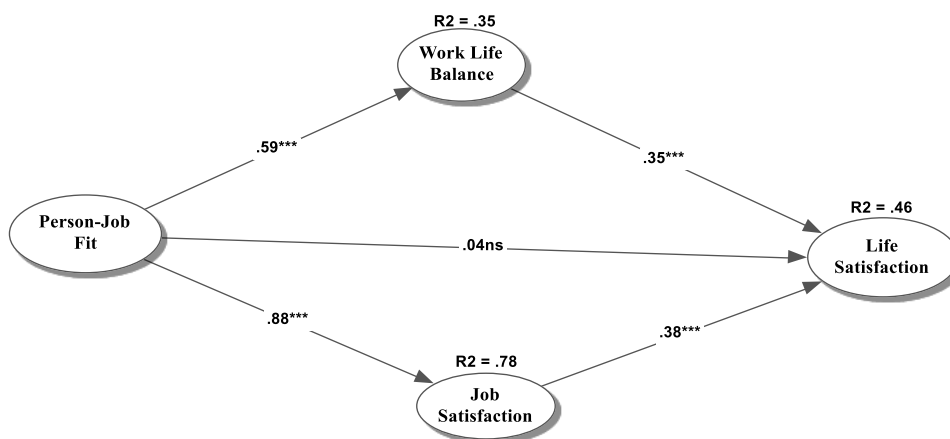 R2 = .35
Work Life
Balance
.59***
.35***
R2 = .46
Person-Job
Fit
.04ns
Life
Satisfaction
.88***
.38***
R2 = .78
Job
Satisfaction